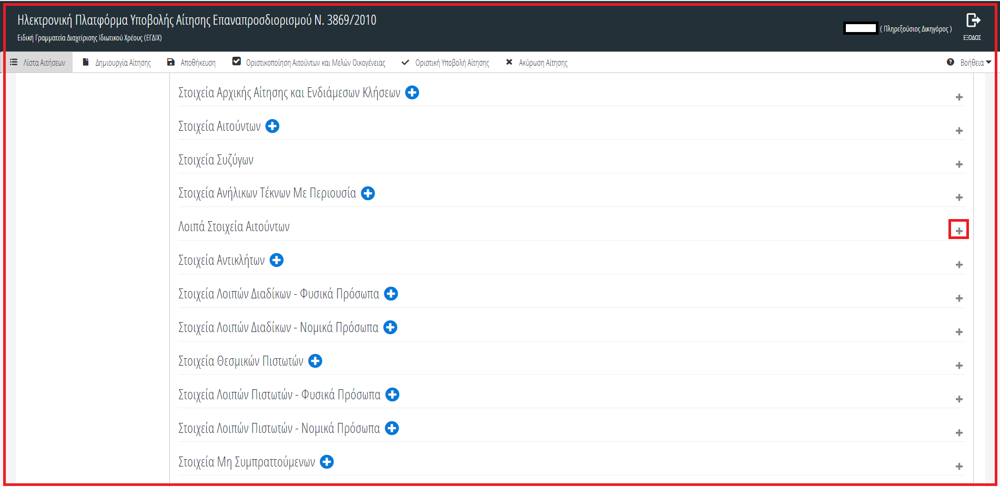 Ηλεκτρονική Πλατφόρμα Υποβολής Αίτησης Επαναπροσδιορισμού Ν. 3869/2010
Ειδική Γραμματεία Διαχείρισης Ιδιωτικού Χρέους (ΕΓΔΙΧ)
( Πληρεξούσιος Δικηγόρος )
ΕΞΟΔΟΣ
Λίστα Αιτήσεων Δημιουργία Αίτησης Αποθήκευση Οριστικοποίηση Αιτούντων και Μελών Οικογένειας Οριστική Υποβολή Αίτησης Ακύρωση Αίτησης Βοήθεια
Στοιχεία Αρχικής Αίτησης και Ενδιάμεσων Κλήσεων
Στοιχεία Αιτούντων
Στοιχεία Συζύγων
Στοιχεία Ανήλικων Τέκνων Με Περιουσία
Λοιπά Στοιχεία Αιτούντων
Στοιχεία Αντικλήτων
Στοιχεία Λοιπών Διαδίκων - Φυσικά Πρόσωπα
Στοιχεία Λοιπών Διαδίκων - Νομικά Πρόσωπα
Στοιχεία Θεσμικών Πιστωτών
Στοιχεία Λοιπών Πιστωτών - Φυσικά Πρόσωπα
Στοιχεία Λοιπών Πιστωτών - Νομικά Πρόσωπα
Στοιχεία Μη Συμπραττούμενων